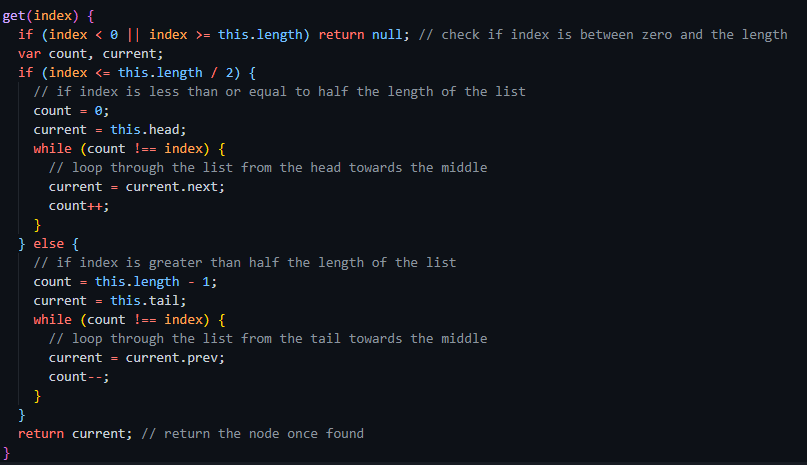 get(index) {
  if (index < 0 || index >= this.length) return null; // check if index is between zero and the length
  var count, current;
  if (index <= this.length / 2) {
    // if index is less than or equal to half the length of the list
    count = 0;
    current = this.head;
    while (count !== index) {
      // loop through the list from the head towards the middle
      current = current.next;
      count++;
    }
  } else {
    // if index is greater than half the length of the list
    count = this.length - 1;
    current = this.tail;
    while (count !== index) {
      // loop through the list from the tail towards the middle
      current = current.prev;
      count--;
    }
  }
  return current; // return the node once found
}